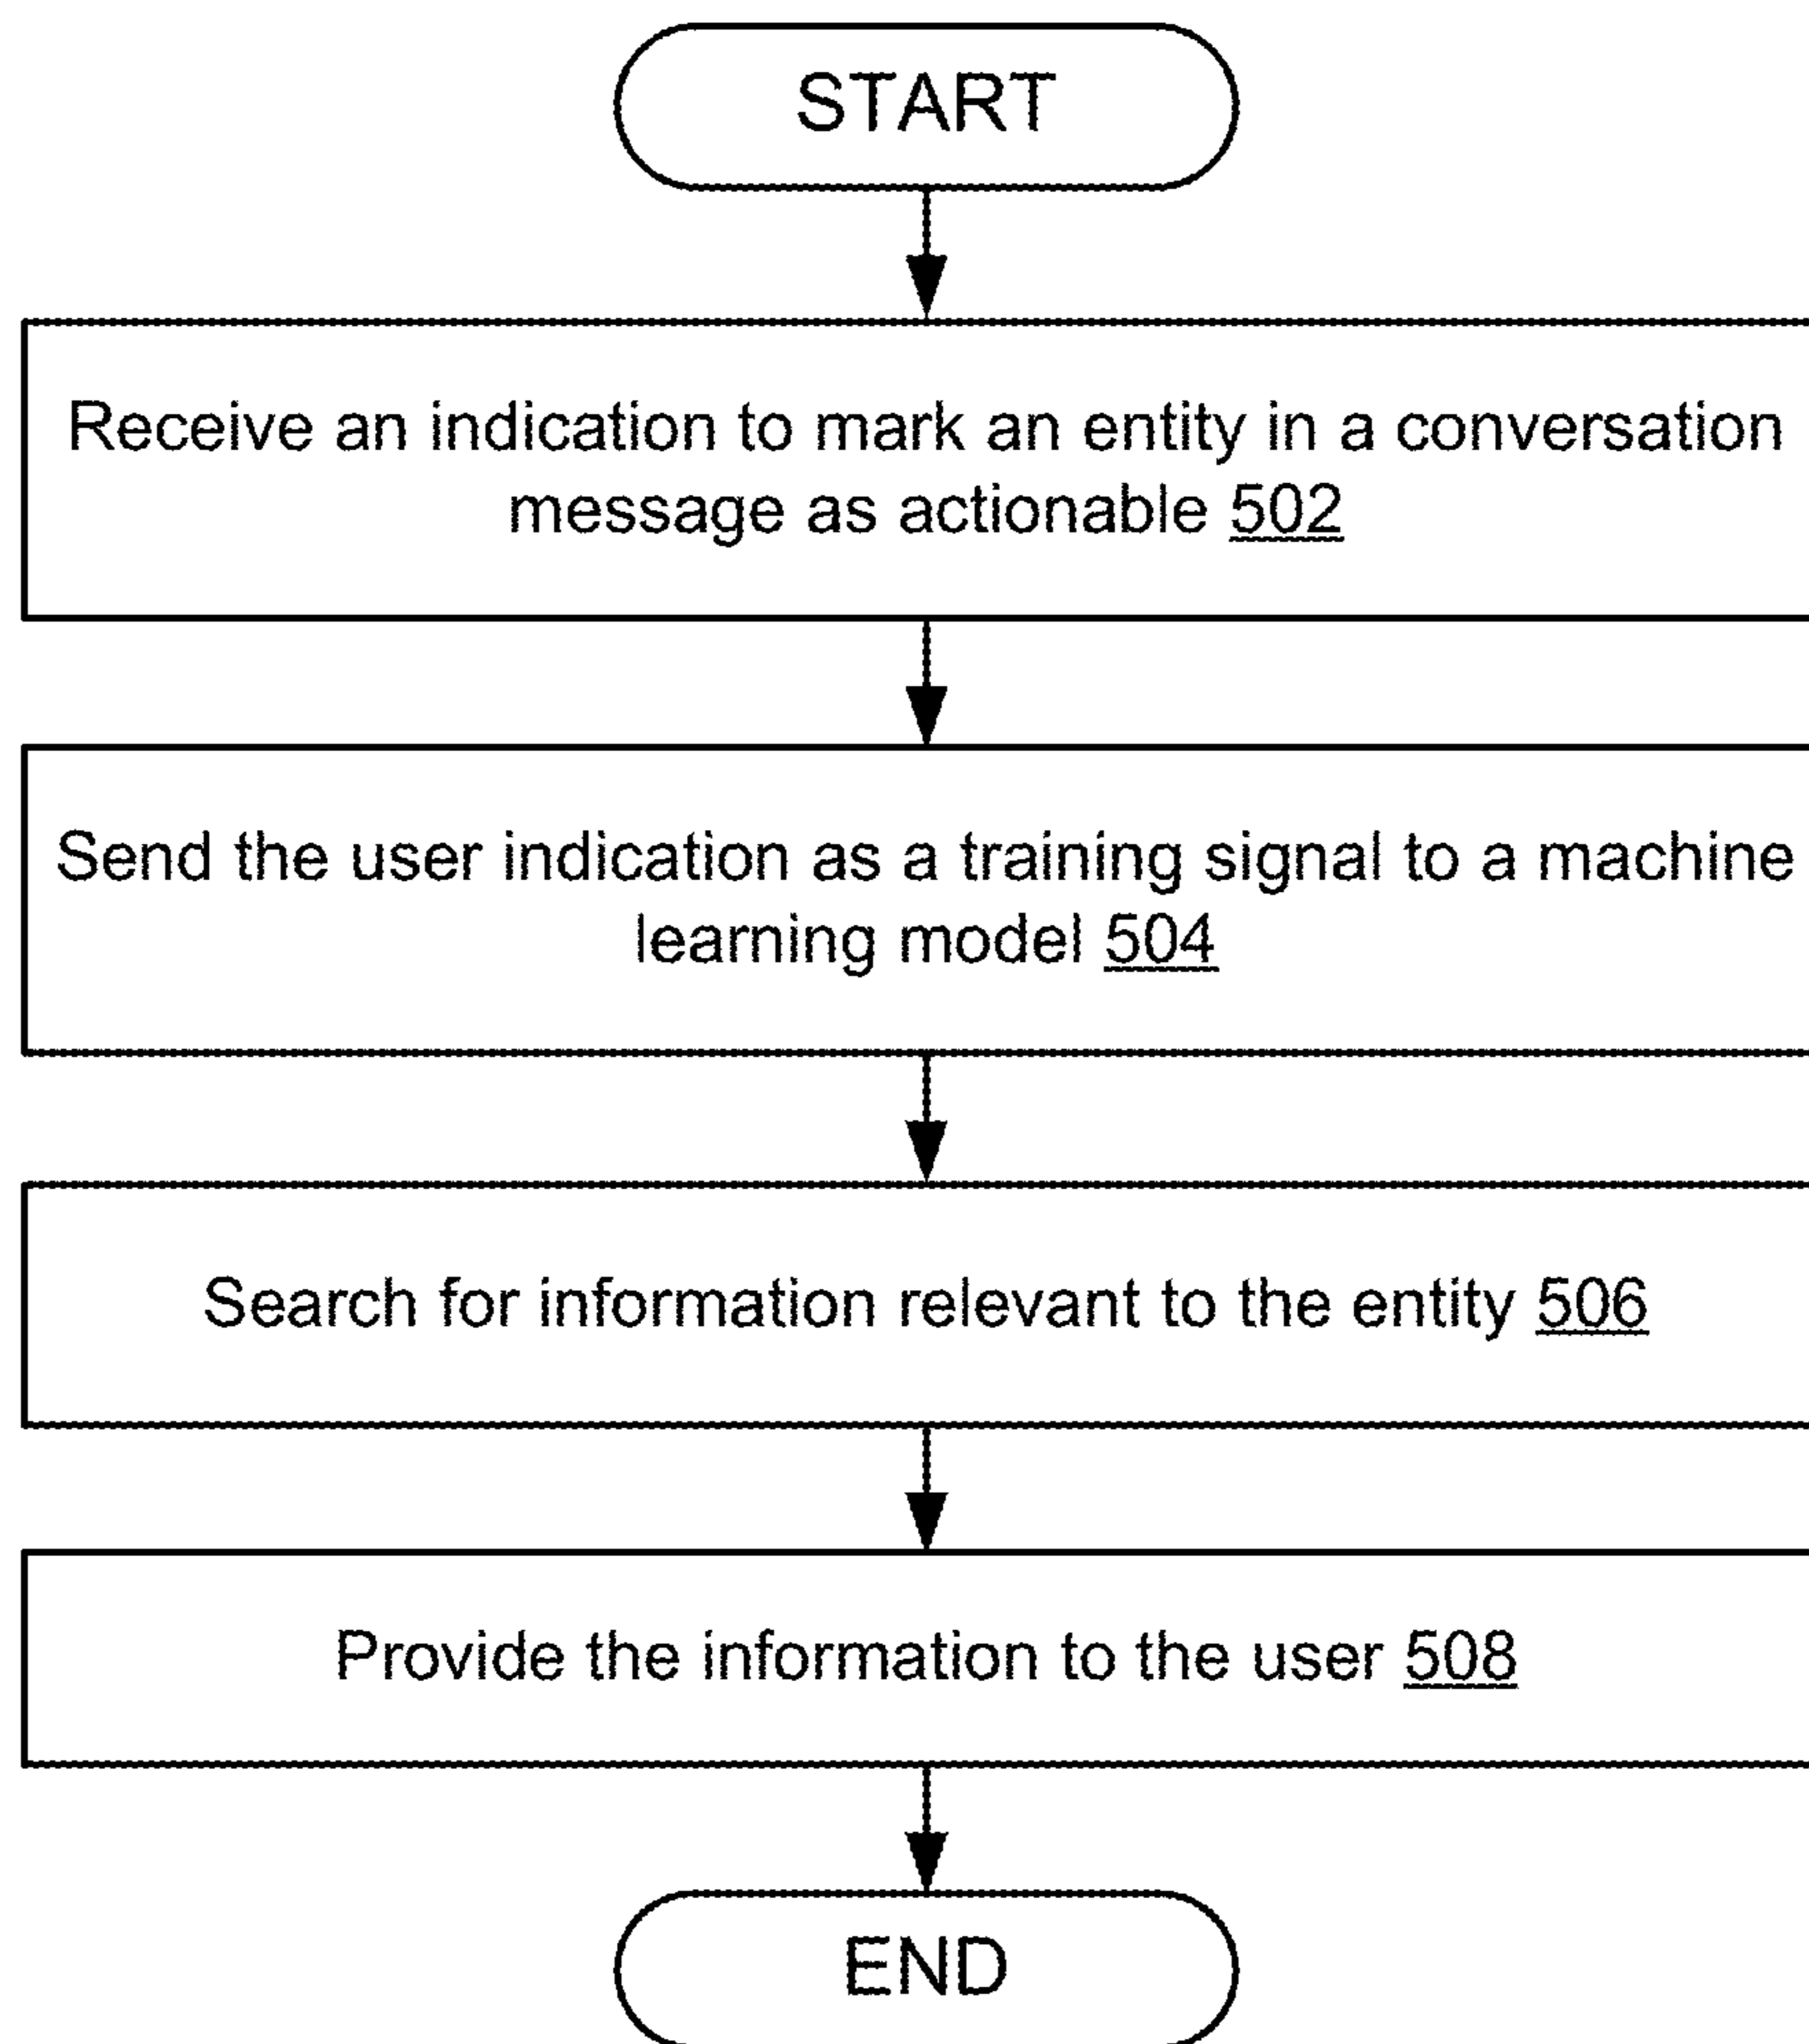 START
Receive an indication to mark an entity in a conversation
message as actionable 502
Send the user indication as a training signal to a machine
learning model 504
Search for information relevant to the entity 506
Provide the information to the user 508
END